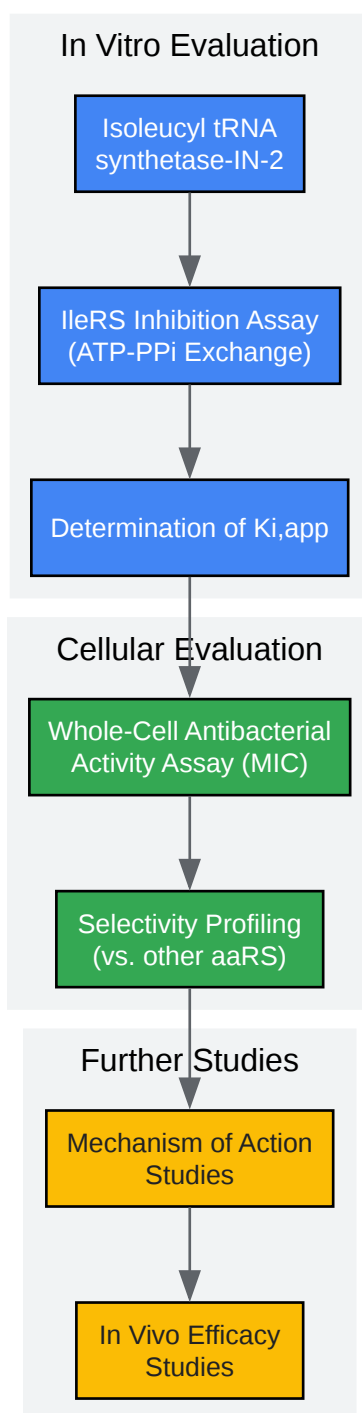 In Vitro Evaluation
Isoleucyl tRNA
synthetase-IN-2
IleRS Inhibition Assay
(ATP-PPi Exchange)
Determination of Ki,app
Cellular Evaluation
Whole-Cell Antibacterial
Activity Assay (MIC)
Selectivity Profiling
(vs. other aaRS)
Further Studies
Mechanism of Action
Studies
In Vivo Efficacy
Studies